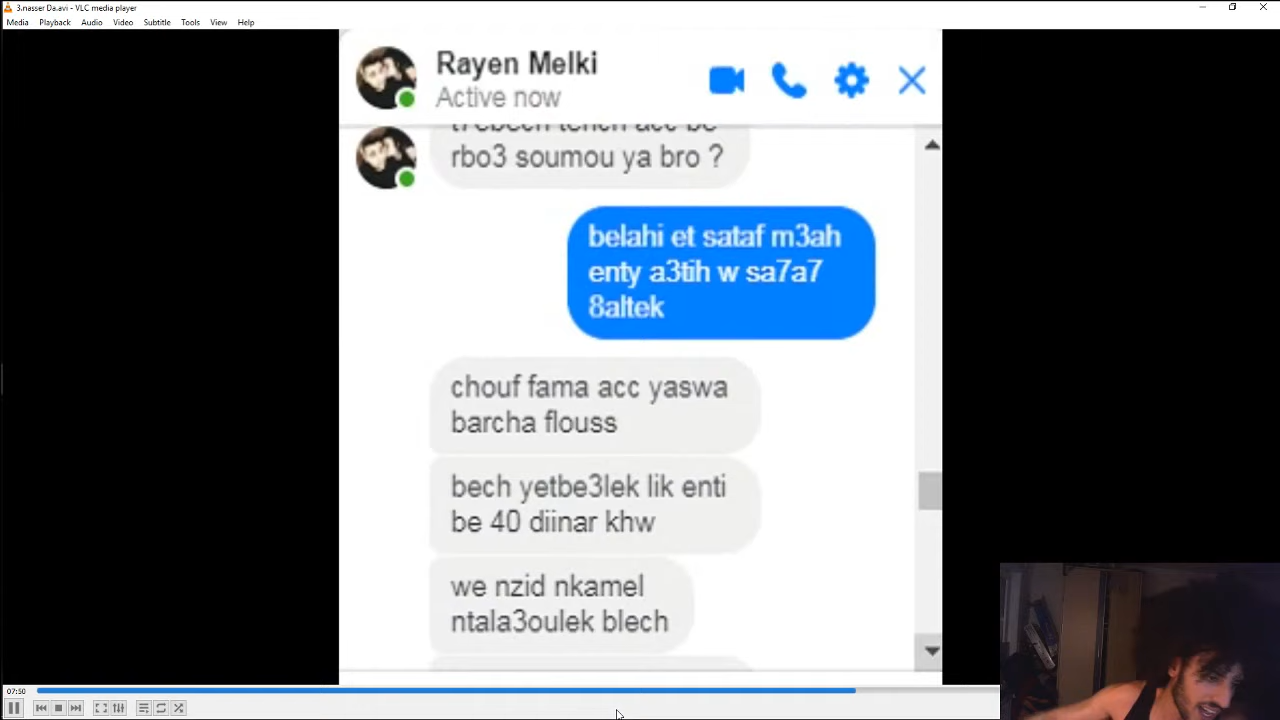 3.nasser Da.avi - VLC media player
Media Playback Audio Video Subtitle Tools View Help
Rayen Melki
Active now
rbo3 soumou ya bro ?
belahi et sataf m3ah
enty a3tih w sa7a7
8altek
chouf fama acc yaswa
barcha flouss
bech yetbe3lek lik enti
be 40 diinar khw
we nzid nkamel
ntala3oulek blech
07:50